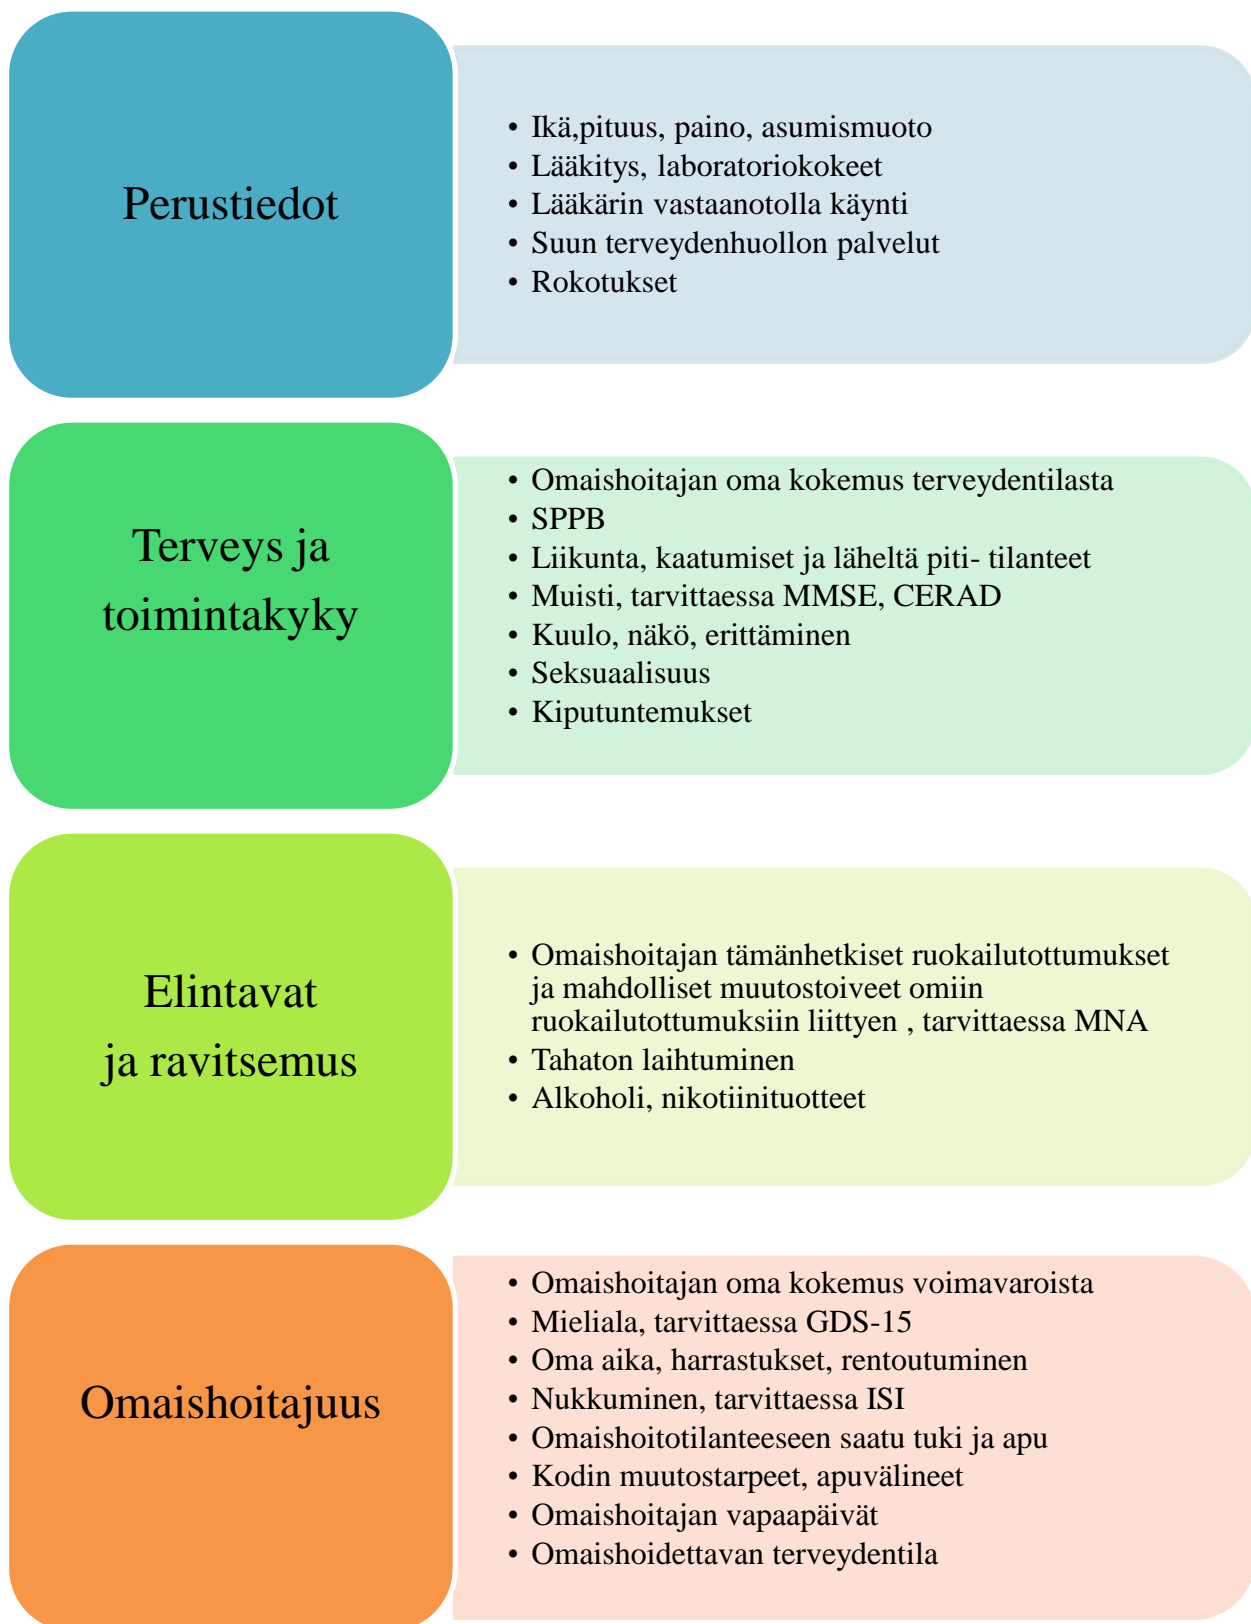 Perustiedot
• Ikä,pituus, paino, asumismuoto
• Lääkitys, laboratoriokokeet
• Lääkärin vastaanotolla käynti
• Suun terveydenhuollon palvelut
• Rokotukset
Terveys ja
toimintakyky
• Omaishoitajan oma kokemus terveydentilasta
• SPPB
• Liikunta, kaatumiset ja läheltä piti- tilanteet
• Muisti, tarvittaessa MMSE, CERAD
• Kuulo, näkö, erittäminen
• Seksuaalisuus
• Kiputuntemukset
Elintavat
ja ravitsemus
• Omaishoitajan tämänhetkiset ruokailutottumukset
ja mahdolliset muutostoiveet omiin
ruokailutottumuksiin liittyen , tarvittaessa MNA
• Tahaton laihtuminen
• Alkoholi, nikotiinituotteet
Omaishoitajuus
• Omaishoitajan oma kokemus voimavaroista
• Mieliala, tarvittaessa GDS-15
• Oma aika, harrastukset, rentoutuminen
• Nukkuminen, tarvittaessa ISI
• Omaishoitotilanteeseen saatu tuki ja apu
• Kodin muutostarpeet, apuvälineet
• Omaishoitajan vapaapäivät
• Omaishoidettavan terveydentila